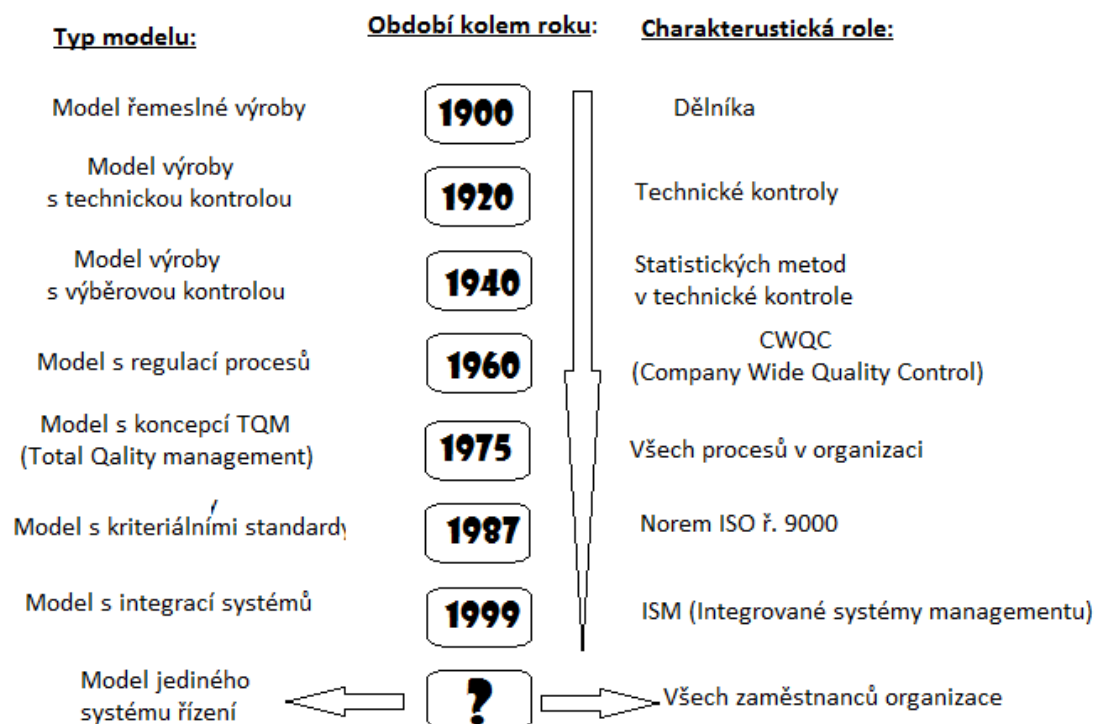 Typ modelu:
Období kolem roku:
Charakterustická role:
Model řemeslné výroby
1900
Dělníka
Model výroby
s technickou kontrolou
1920
Technické kontroly
Model výroby
s výběrovou kontrolou
1940
Statistických metod
v technické kontrole
Model s regulací procesů
1960
CWQC
(Company Wide Quality Control)
Model s koncepcí TQM
(Total Qality management)
1975
Všech procesů v organizaci
Model s kriteriálními standardy
1987
Norem ISO ř. 9000
Model s integrací systémů
1999
ISM (Integrované systémy managementu)
Model jediného
systému řízení
?
Všech zaměstnanců organizace